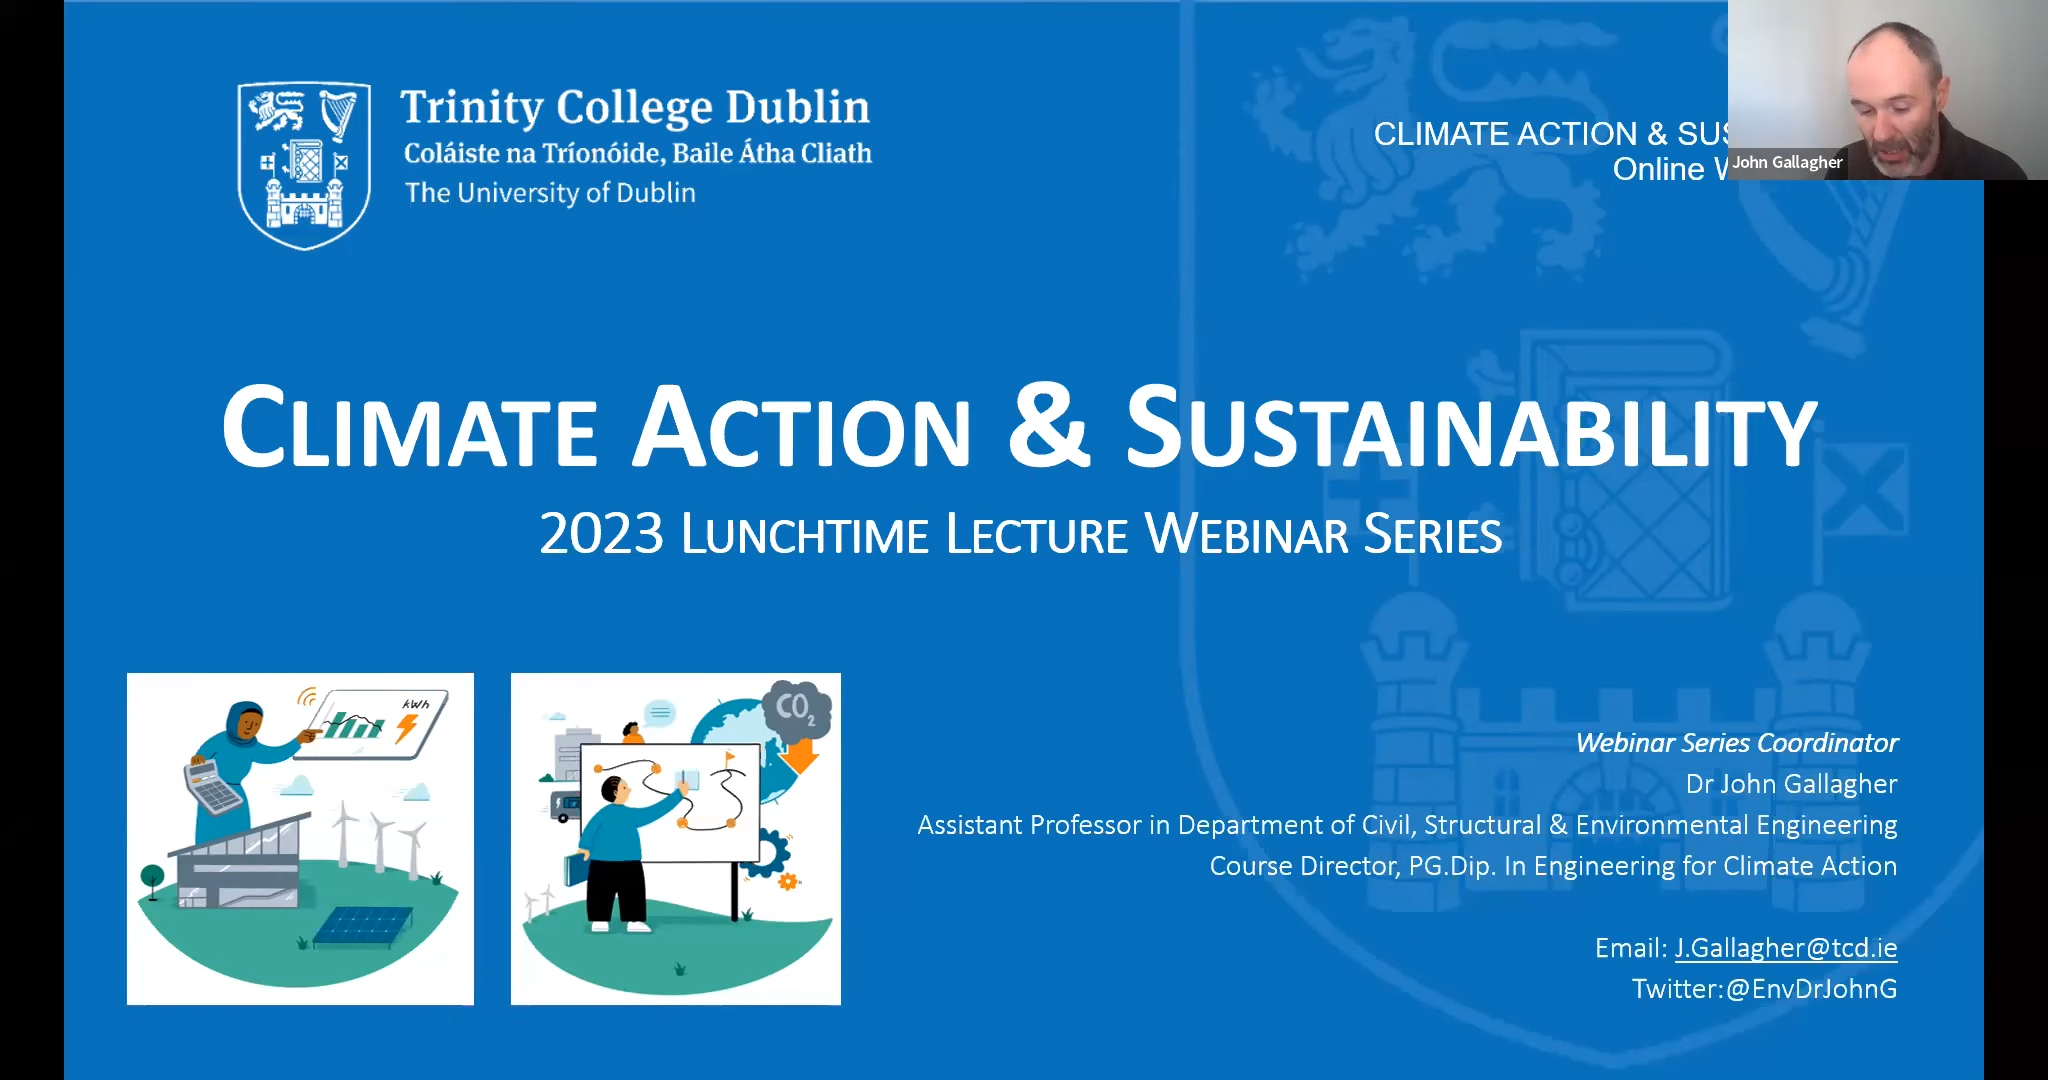 Trinity College Dublin
Coláiste na Tríonóide, Baile Átha Cliath
The University of Dublin
CLIMATE ACTION &
Online
John Gallagher
CLIMATE ACTION & SUSTAINABILITY
2023 LUNCHTIME LECTURE WEBINAR SERIES
kWh
CO₂
Webinar Series Coordinator
Dr John Gallagher
Assistant Professor in Department of Civil, Structural & Environmental Engineering
Course Director, PG.Dip. In Engineering for Climate Action
Email: J.Gallagher@tcd.ie
Twitter:@EnvDrJohnG